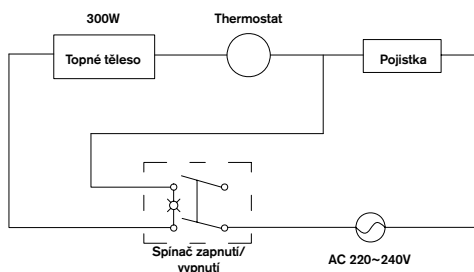 300W
Thermostat
Topné těleso
Pojistka
Spínač zapnutí/
vypnutí
AC 220~240V